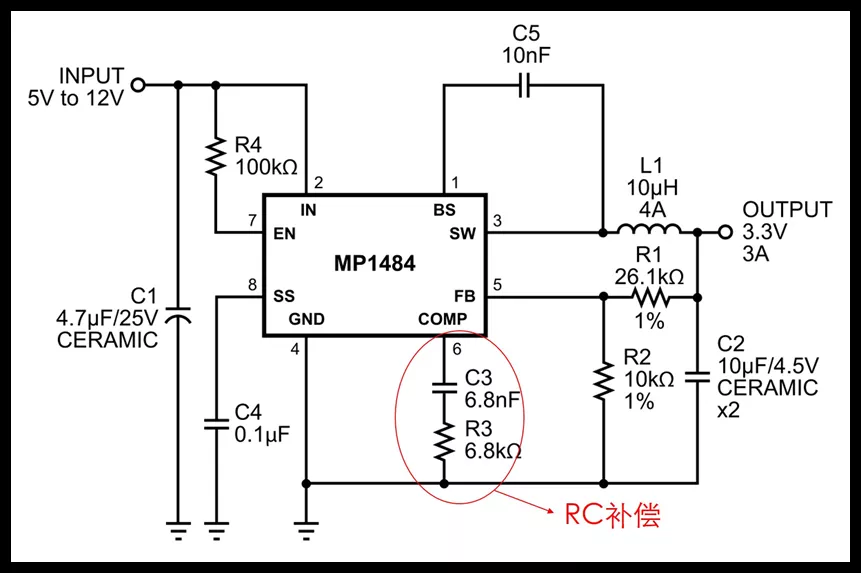 C5
10nF
INPUT
5V to 12V
R4
100kΩ
2
1
L1
10μH
4A
OUTPUT
3.3V
3A
7
IN
BS
3
EN
SW
MP1484
R1
26.1kΩ
1%
8
SS
FB
5
C1
4.7μF/25V
CERAMIC
GND
COMP
4
6
C2
10μF/4.5V
CERAMIC
x2
R2
10kΩ
1%
C3
6.8nF
R3
6.8kΩ
C4
0.1μF
RC补偿